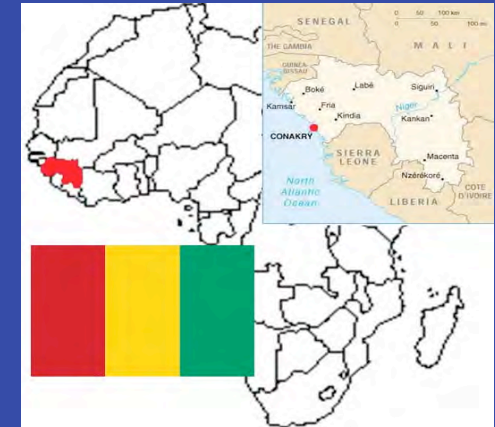 0 50 100 km
0 50 100 mi
SENEGAL
THE GAMBIA
MALI
GUINEA-
BISSAU
Boké
Labé
Siguiri
Kamsar
Fria
Niger
Kindia
Kankan
CONAKRY
SIERRA
LEONE
Macenta
North
Atlantic
Ocean
Nzérékoré
LIBERIA
COTE
D'IVOIRE